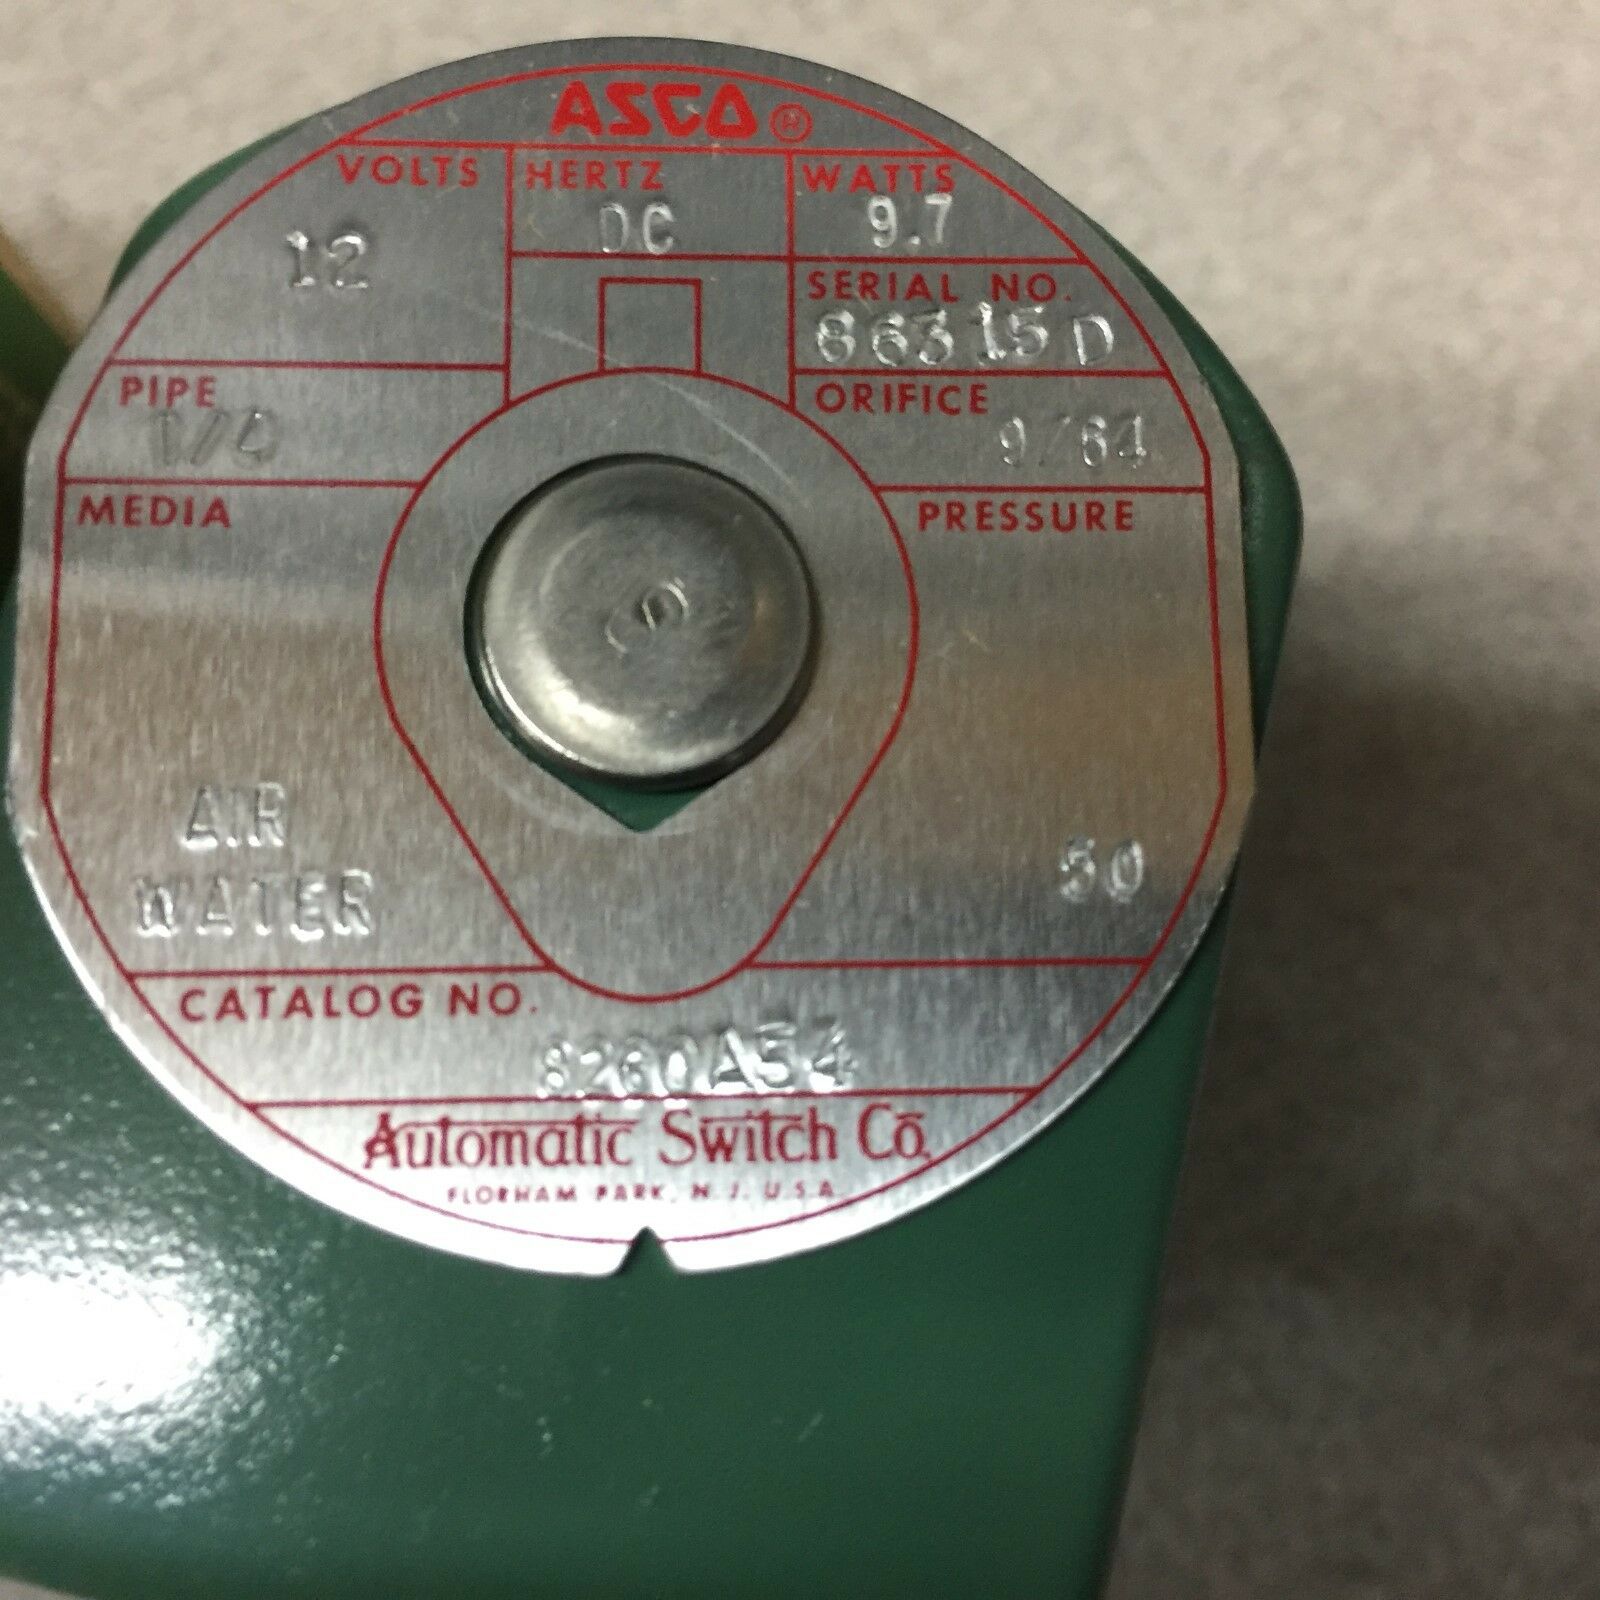 ASCO ®
VOLTS
12
HERTZ
DC
WATTS
9.7
SERIAL NO.
86315D
PIPE
1/4
ORIFICE
9/64
MEDIA
AIR
WATER
PRESSURE
50
CATALOG NO.
8260A54
Automatic Switch Co.
FLORHAM PARK, N.J. U.S.A.